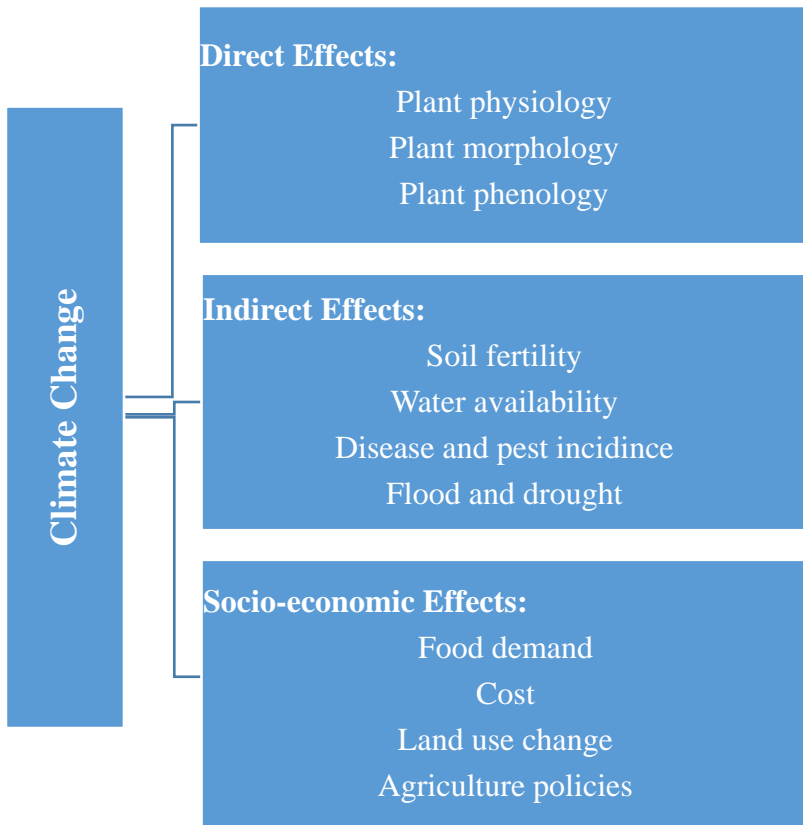 Climate Change
Direct Effects:
Plant physiology
Plant morphology
Plant phenology
Indirect Effects:
Soil fertility
Water availability
Disease and pest incidince
Flood and drought
Socio-economic Effects:
Food demand
Cost
Land use change
Agriculture policies